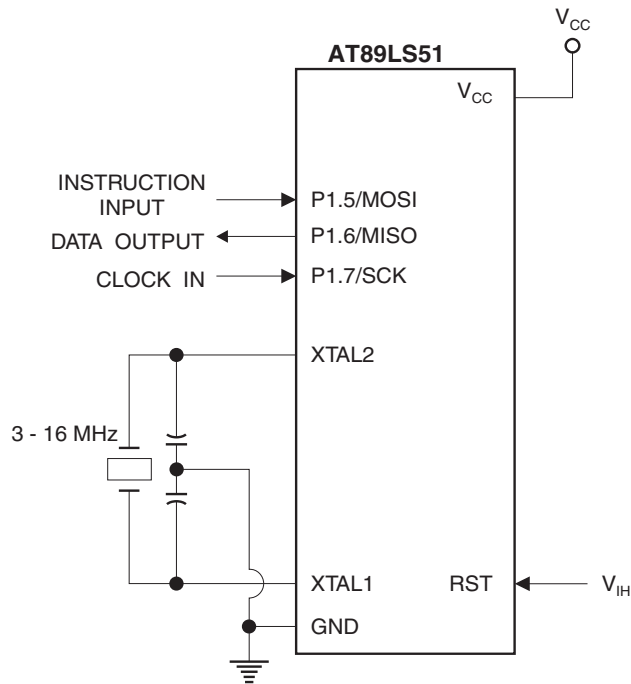 V_CC
AT89LS51
V_CC
INSTRUCTION
INPUT
P1.5/MOSI
DATA OUTPUT
P1.6/MISO
CLOCK IN
P1.7/SCK
XTAL2
3 - 16 MHz
XTAL1
RST
V_IH
GND